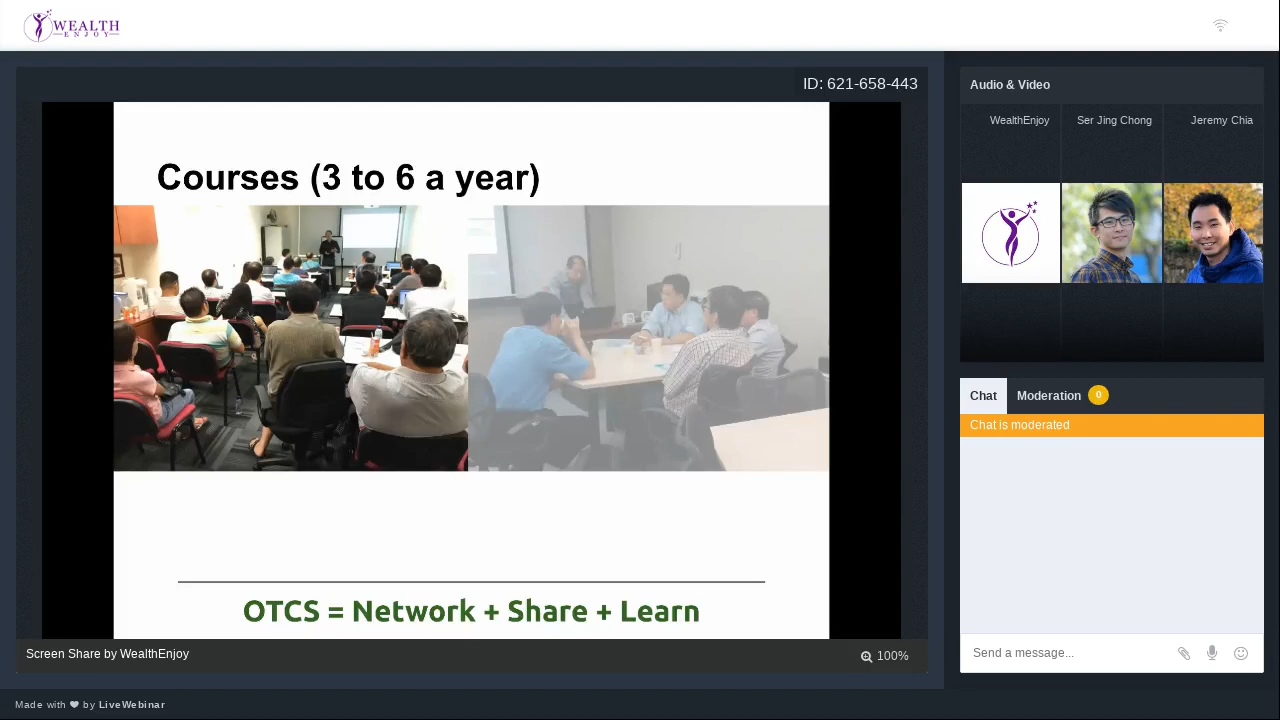 WEALTH
ENJOY
ID: 621-658-443
Courses (3 to 6 a year)
OTCS = Network + Share + Learn
Screen Share by WealthEnjoy
100%
Audio & Video
WealthEnjoy
Ser Jing Chong
Jeremy Chia
Chat
Moderation
0
Chat is moderated
Send a message...
Made with by LiveWebinar